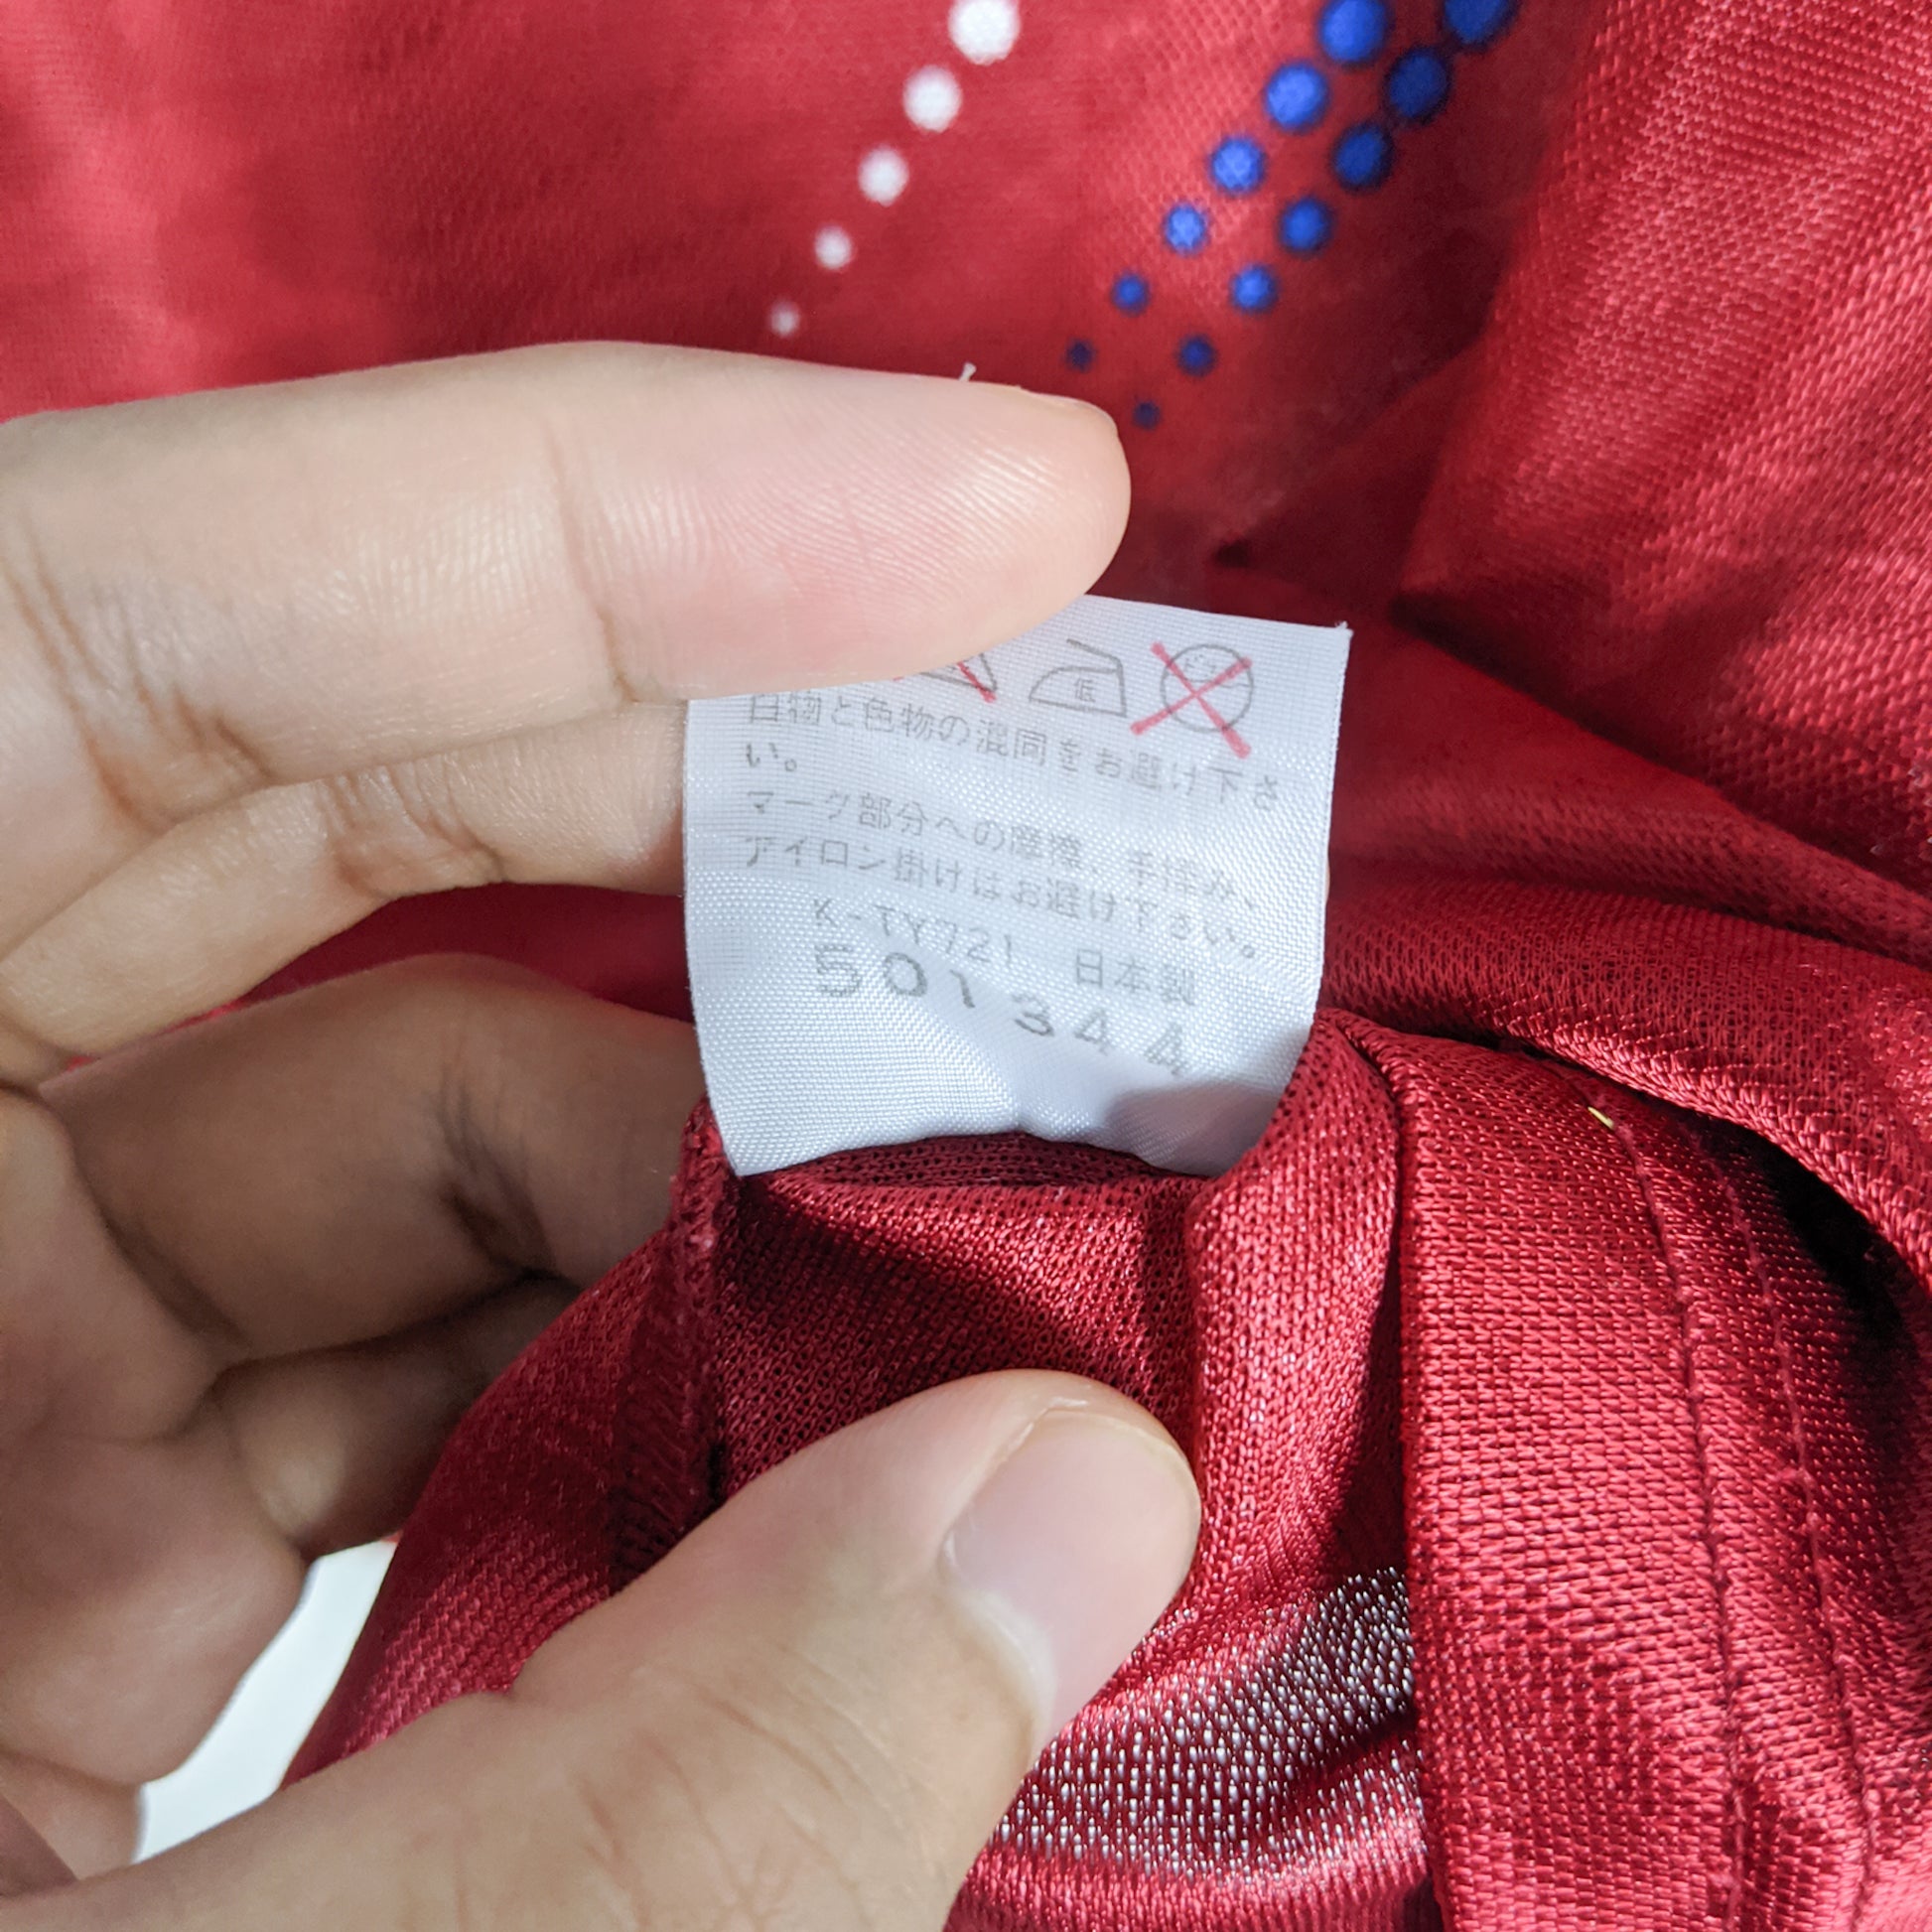 低
白物と色物の混同をお避け下さ
い。
マーク部分への摩擦、手揉み、
アイロン掛けはお避け下さい。
K-TY721 日本製
501344